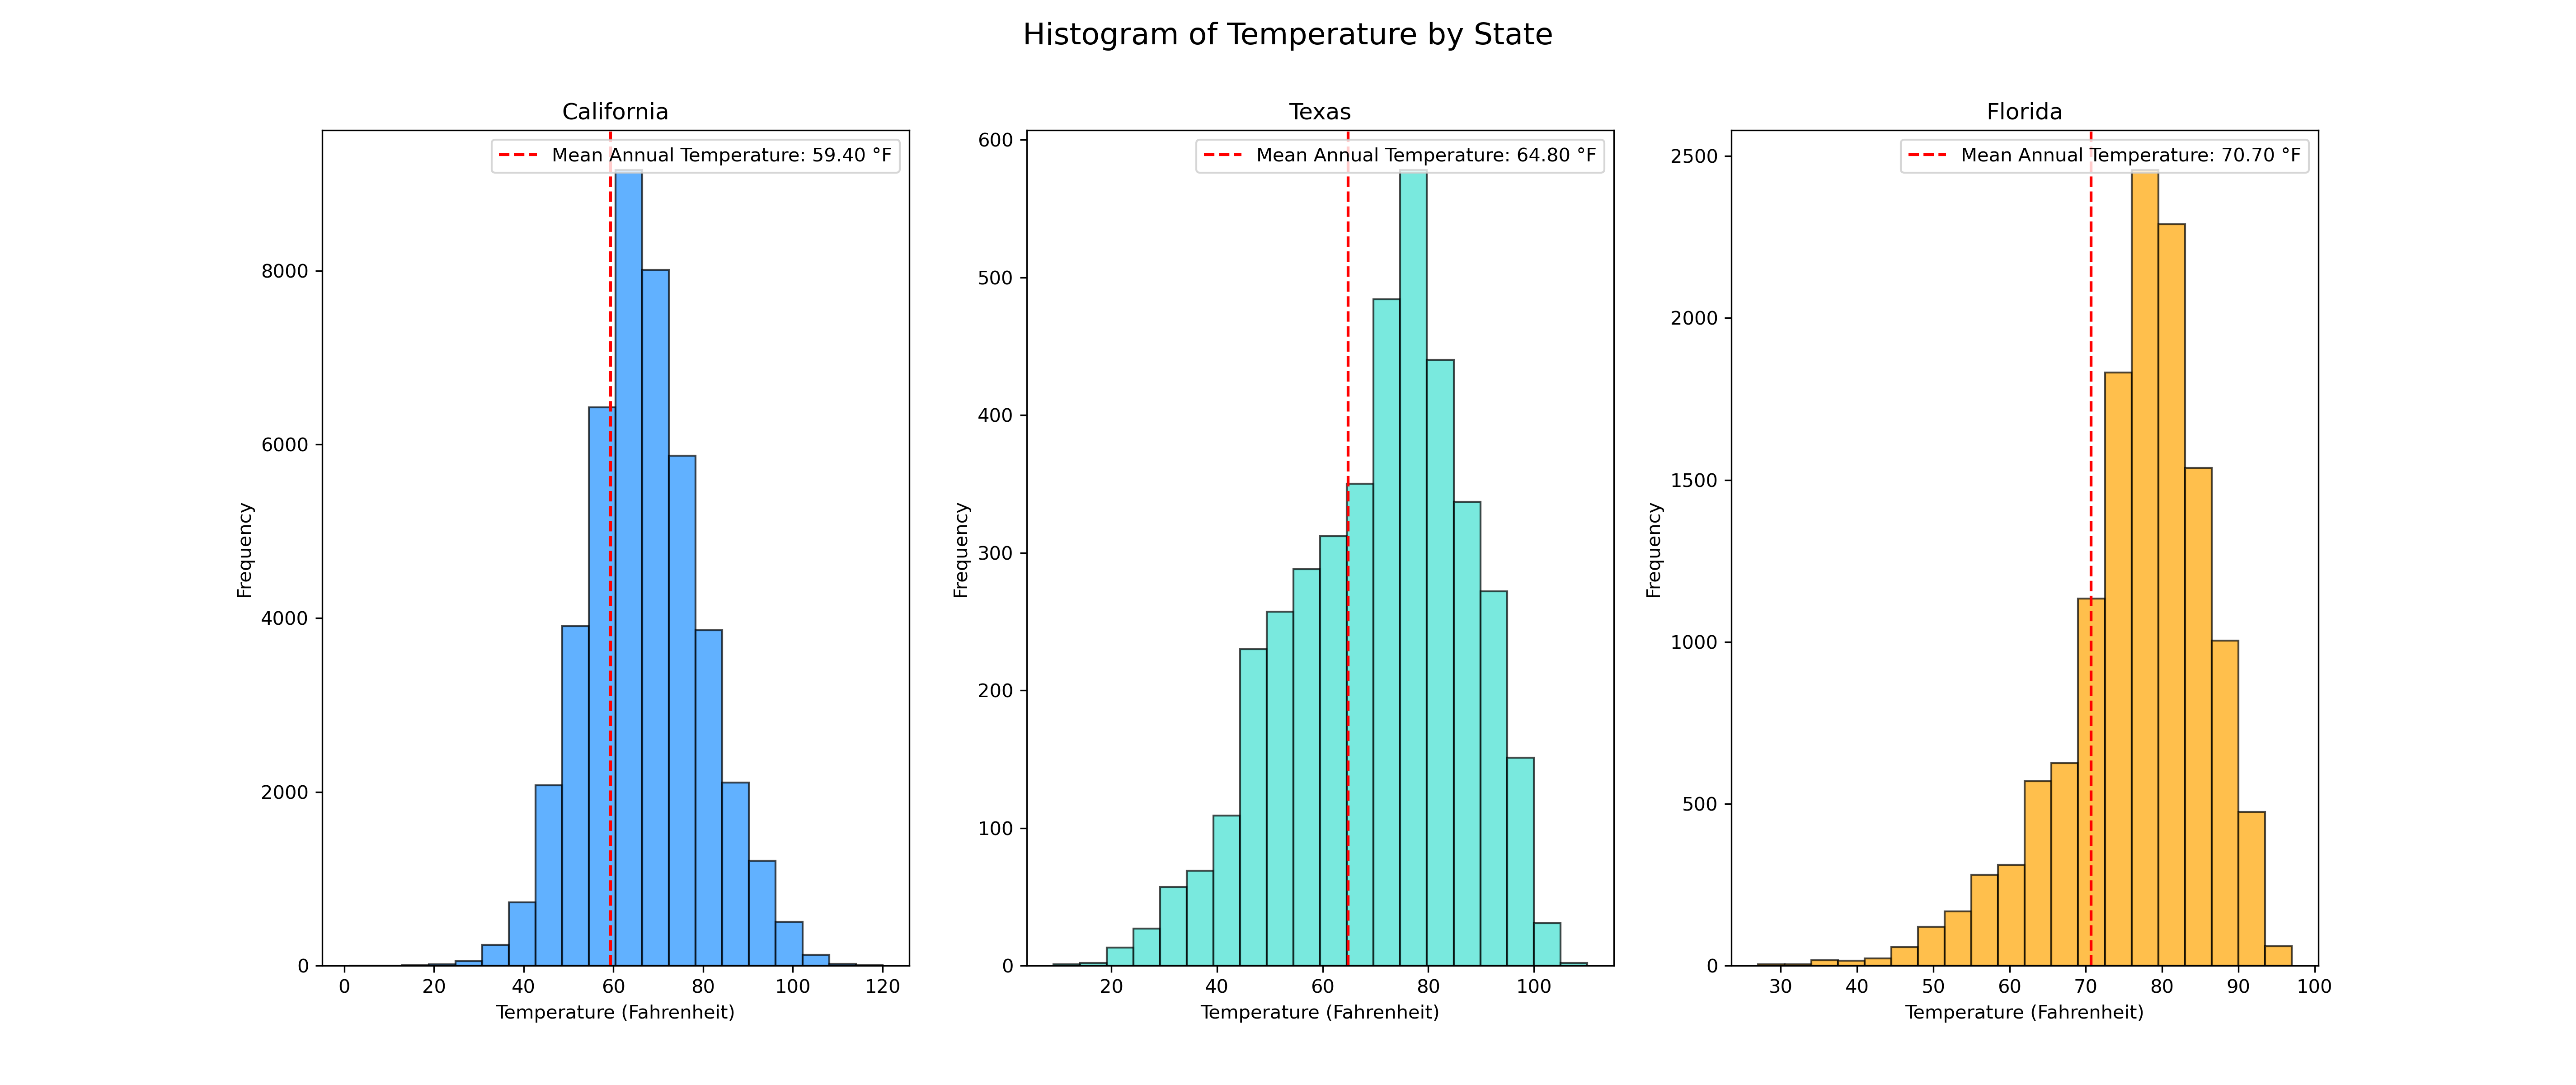 Histogram of Temperature by State
California
Mean Annual Temperature: 59.40 °F
Frequency
8000
6000
4000
2000
0
0 20 40 60 80 100 120
Temperature (Fahrenheit)
Texas
Mean Annual Temperature: 64.80 °F
Frequency
600
500
400
300
200
100
0
20 40 60 80 100
Temperature (Fahrenheit)
Florida
Mean Annual Temperature: 70.70 °F
Frequency
2500
2000
1500
1000
500
0
30 40 50 60 70 80 90 100
Temperature (Fahrenheit)